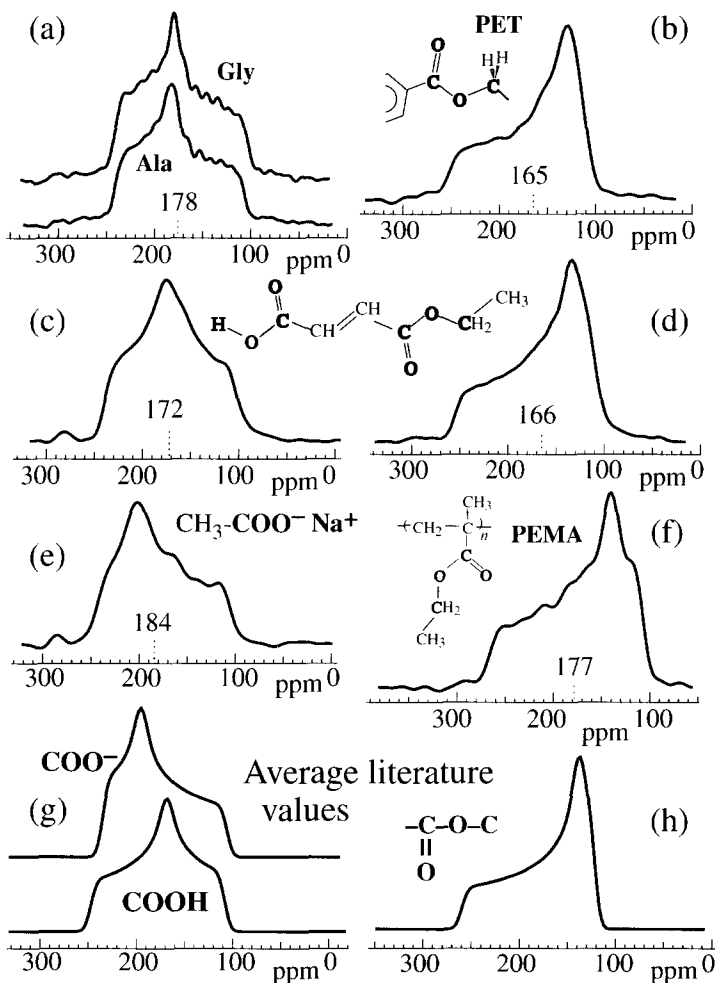 (a)
Gly
Ala
178
300 200 100 0
ppm
PET
(b)
O
C
O
H H
C
165
300 200 100 0
ppm
(c)
H
O
O
C
CH
CH
C
O
O
CH₂
CH₃
172
300 200 100 0
ppm
(d)
166
300 200 100 0
ppm
(e)
CH₃-COO⁻ Na⁺
184
300 200 100 0
ppm
CH₃
CH₂–C
n
C
O
O
CH₂
CH₃
PEMA
(f)
177
300 200 100
ppm
(g)
COO⁻
COOH
300 200 100 0
ppm
Average literature
values
–C–O–C
O
(h)
300 200 100 0
ppm